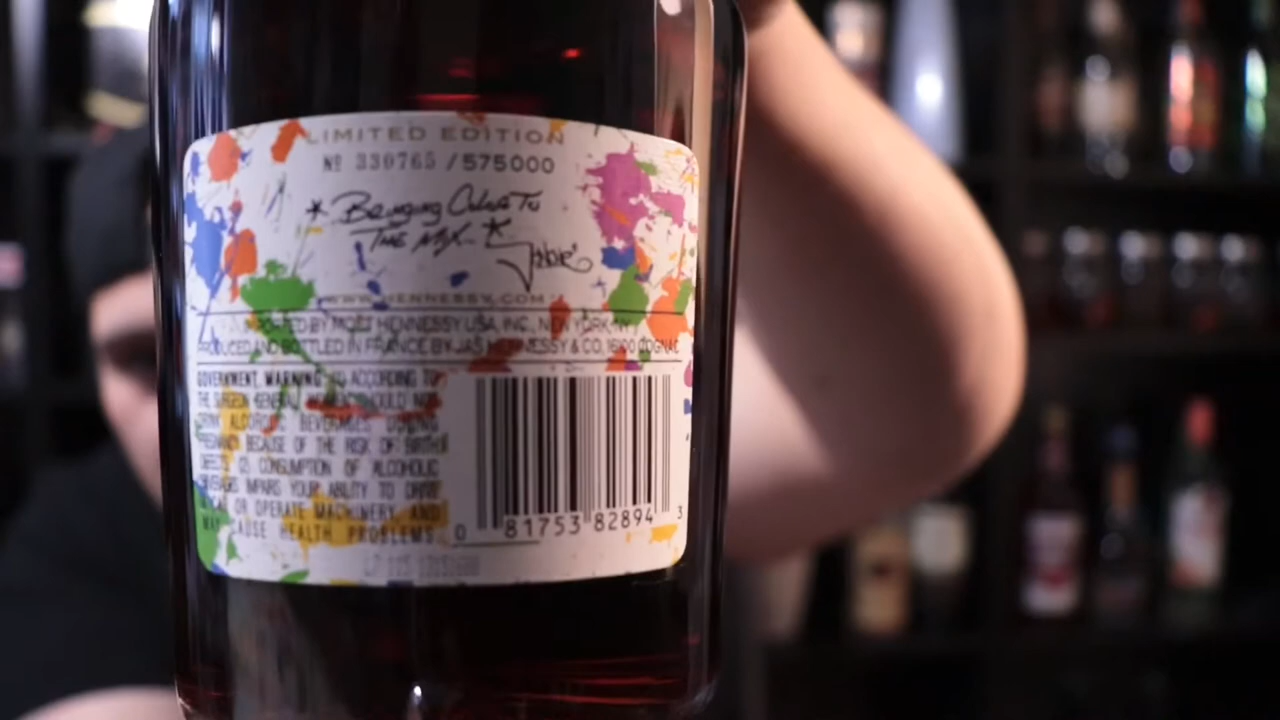 LIMITED EDITION
Nº 330765 / 575000
* Bringing Color To
The Mix. *
WWW.HENNESSY.COM
IMPORTED BY MOËT HENNESSY USA, INC., NEW YORK, NY
PRODUCED AND BOTTLED IN FRANCE BY JAS HENNESSY & CO, 16100 COGNAC
GOVERNMENT WARNING: (1) ACCORDING TO
THE SURGEON GENERAL, WOMEN SHOULD NOT
DRINK ALCOHOLIC BEVERAGES DURING
PREGNANCY BECAUSE OF THE RISK OF BIRTH
DEFECTS. (2) CONSUMPTION OF ALCOHOLIC
BEVERAGES IMPAIRS YOUR ABILITY TO DRIVE
A CAR OR OPERATE MACHINERY, AND
MAY CAUSE HEALTH PROBLEMS.
0 81753 82894 3